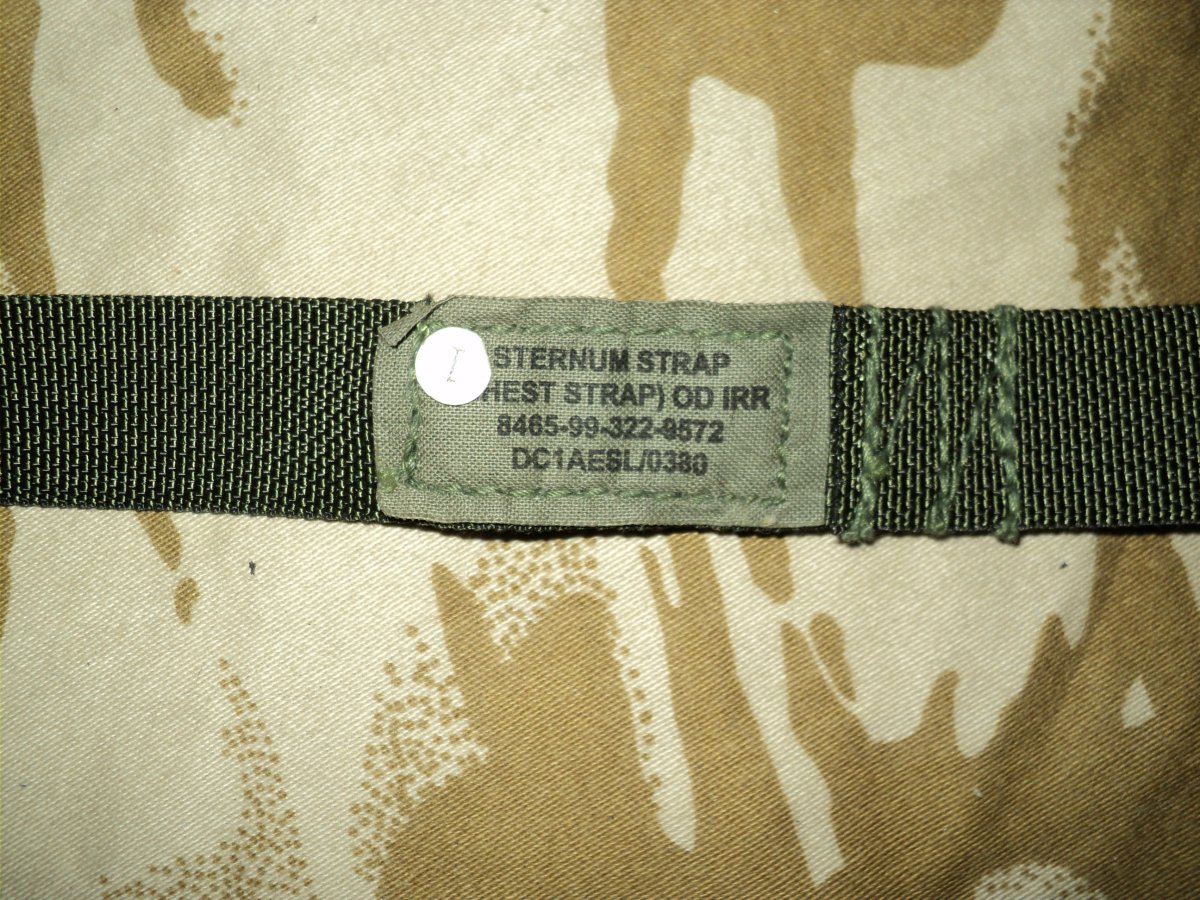 STERNUM STRAP
HEST STRAP) OD IRR
8465-99-322-9572
DC1AESL/0380